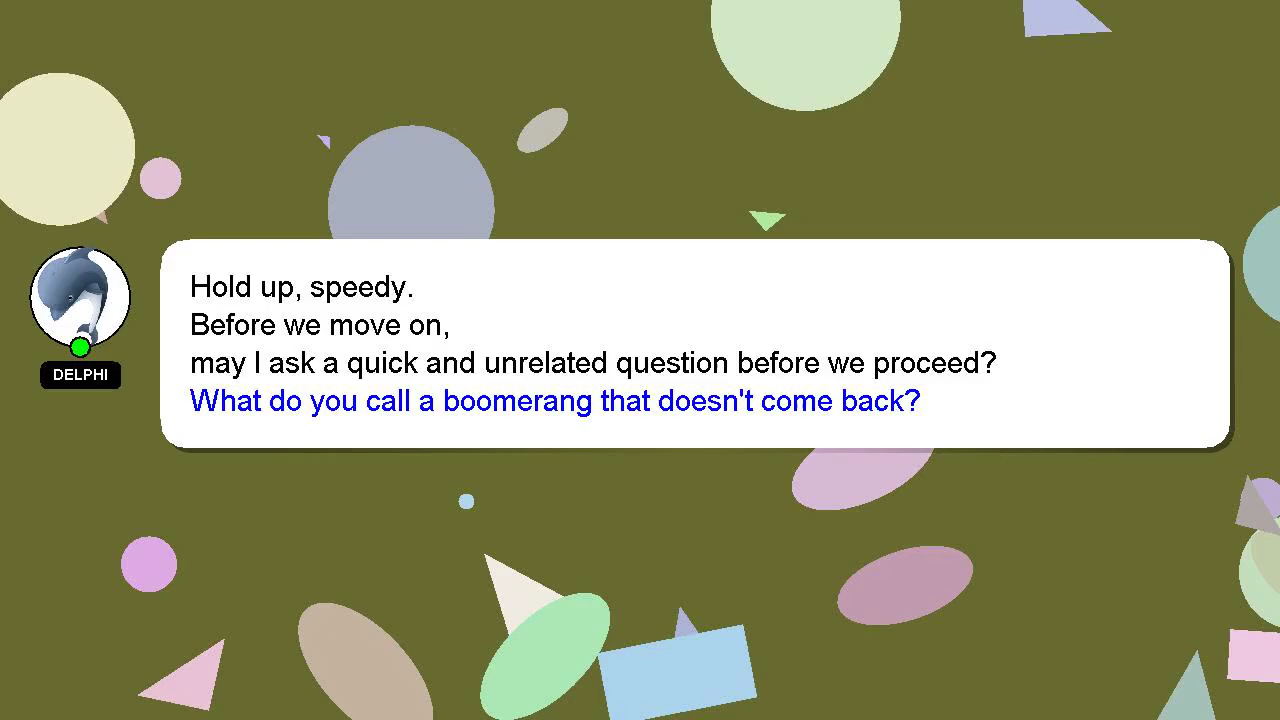 Hold up, speedy.
Before we move on,
may I ask a quick and unrelated question before we proceed?
What do you call a boomerang that doesn't come back?
DELPHI